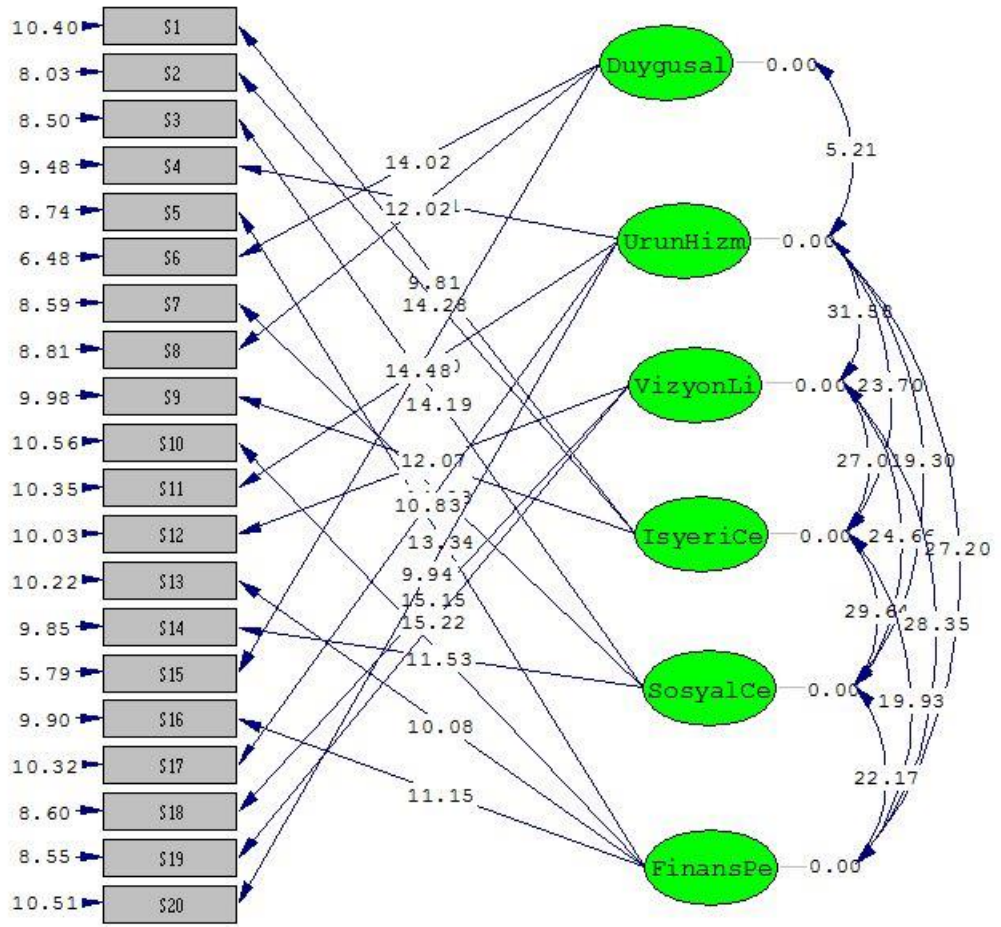 10.40 S1
8.03 S2
8.50 S3
9.48 S4
8.74 S5
6.48 S6
8.59 S7
8.81 S8
9.98 S9
10.56 S10
10.35 S11
10.03 S12
10.22 S13
9.85 S14
5.79 S15
9.90 S16
10.32 S17
8.60 S18
8.55 S19
10.51 S20
14.02
12.02
9.81
14.28
14.48
14.19
12.07
10.83
13.34
9.94
15.15
15.22
11.53
10.08
11.15
Duygusal 0.00
UrunHizm 0.00
VizyonLi 0.00
IsyeriCe 0.00
SosyalCe 0.00
FinansPe 0.00
5.21
31.58
23.70
19.30
27.20
28.35
19.93
22.17